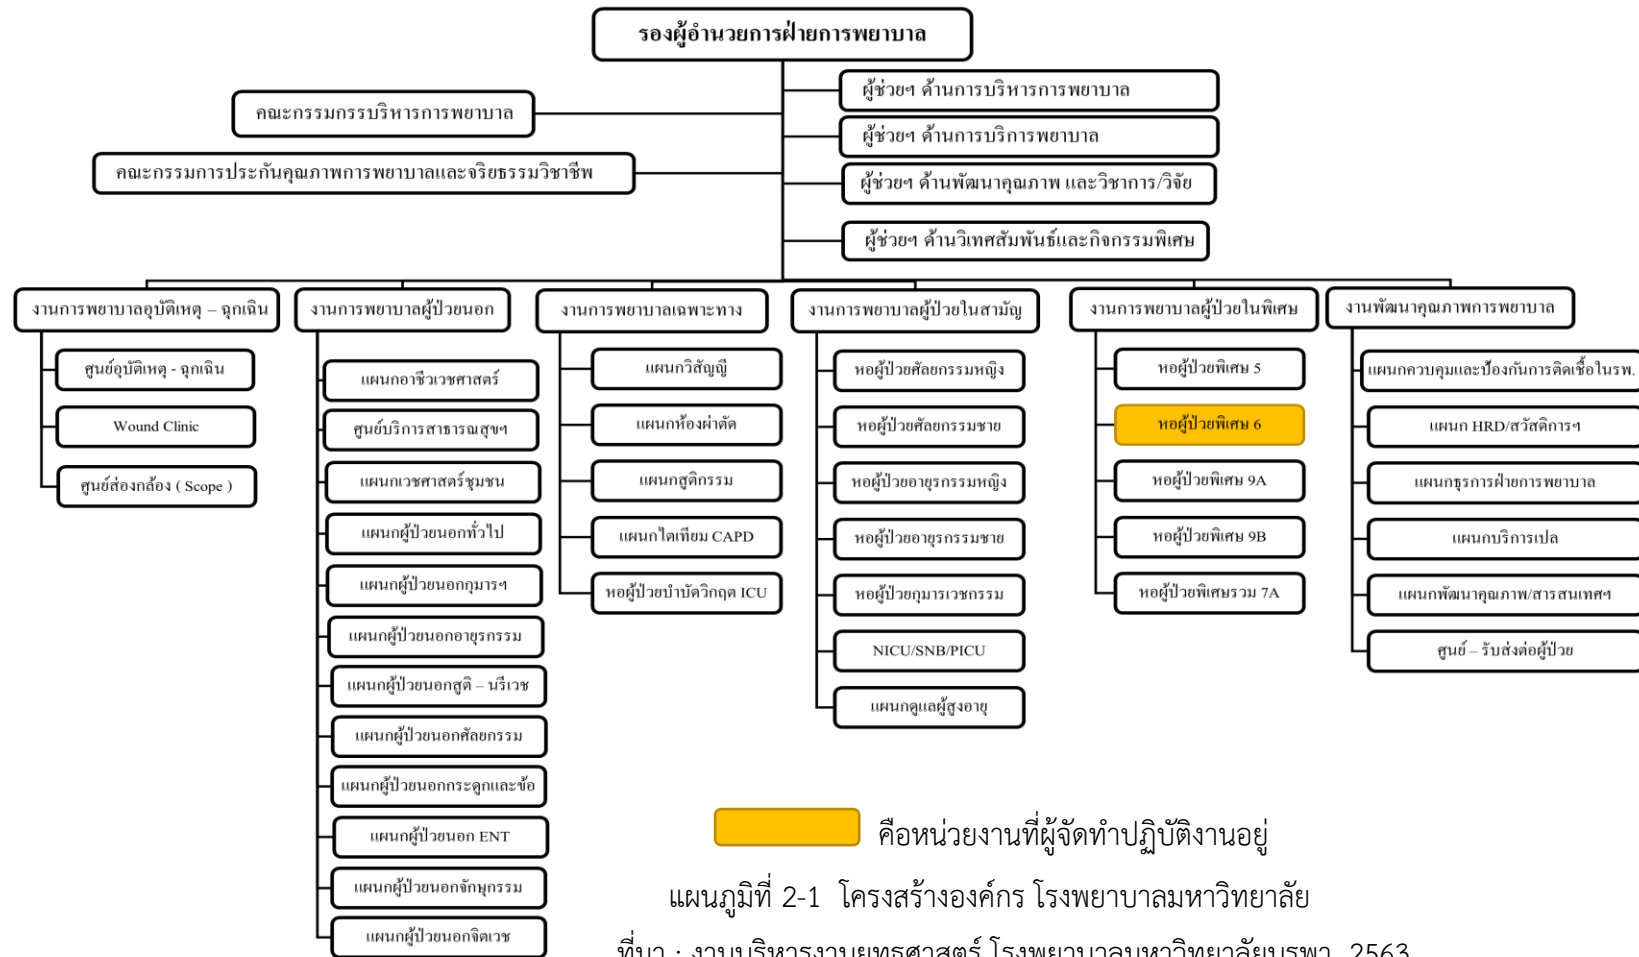 รองผู้อำนวยการฝ่ายการพยาบาล
คณะกรรมกรรบริหารการพยาบาล
คณะกรรมการประกันคุณภาพการพยาบาลและจริยธรรมวิชาชีพ
ผู้ช่วยฯ ด้านการบริหารการพยาบาล
ผู้ช่วยฯ ด้านการบริการพยาบาล
ผู้ช่วยฯ ด้านพัฒนาคุณภาพ และวิชาการ/วิจัย
ผู้ช่วยฯ ด้านวิเทศสัมพันธ์และกิจกรรมพิเศษ
งานการพยาบาลอุบัติเหตุ – ฉุกเฉิน
ศูนย์อุบัติเหตุ - ฉุกเฉิน
Wound Clinic
ศูนย์ส่องกล้อง ( Scope )
งานการพยาบาลผู้ป่วยนอก
แผนกอาชีวเวชศาสตร์
ศูนย์บริการสาธารณสุขฯ
แผนกเวชศาสตร์ชุมชน
แผนกผู้ป่วยนอกทั่วไป
แผนกผู้ป่วยนอกกุมารฯ
แผนกผู้ป่วยนอกอายุรกรรม
แผนกผู้ป่วยนอกสูติ – นรีเวช
แผนกผู้ป่วยนอกศัลยกรรม
แผนกผู้ป่วยนอกกระดูกและข้อ
แผนกผู้ป่วยนอก ENT
แผนกผู้ป่วยนอกจักษุกรรม
แผนกผู้ป่วยนอกจิตเวช
งานการพยาบาลเฉพาะทาง
แผนกวิสัญญี
แผนกห้องผ่าตัด
แผนกสูติกรรม
แผนกไตเทียม CAPD
หอผู้ป่วยบำบัดวิกฤต ICU
งานการพยาบาลผู้ป่วยในสามัญ
หอผู้ป่วยศัลยกรรมหญิง
หอผู้ป่วยศัลยกรรมชาย
หอผู้ป่วยอายุรกรรมหญิง
หอผู้ป่วยอายุรกรรมชาย
หอผู้ป่วยกุมารเวชกรรม
NICU/SNB/PICU
แผนกดูแลผู้สูงอายุ
งานการพยาบาลผู้ป่วยในพิเศษ
หอผู้ป่วยพิเศษ 5
หอผู้ป่วยพิเศษ 6
หอผู้ป่วยพิเศษ 9A
หอผู้ป่วยพิเศษ 9B
หอผู้ป่วยพิเศษรวม 7A
งานพัฒนาคุณภาพการพยาบาล
แผนกควบคุมและป้องกันการติดเชื้อในรพ.
แผนก HRD/สวัสดิการฯ
แผนกธุรการฝ่ายการพยาบาล
แผนกบริการเปล
แผนกพัฒนาคุณภาพ/สารสนเทศฯ
ศูนย์ – รับส่งต่อผู้ป่วย
คือหน่วยงานที่ผู้จัดทำปฏิบัติงานอยู่
แผนภูมิที่ 2-1 โครงสร้างองค์กร โรงพยาบาลมหาวิทยาลัย
ที่มา : งานบริหารงานยุทธศาสตร์ โรงพยาบาลมหาวิทยาลัยบูรพา, 2563